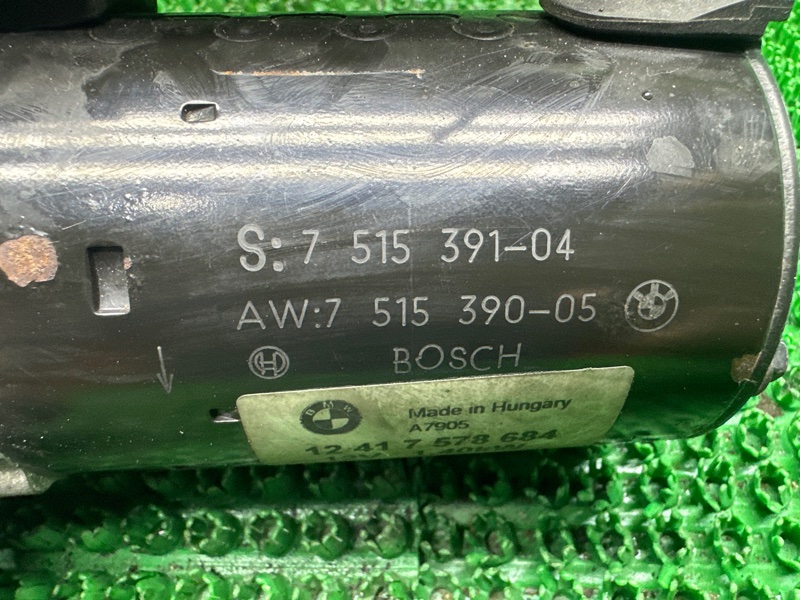 S: 7 515 391-04
AW:7 515 390-05
BOSCH
BMW
Made in Hungary
A7905
12 41 7 578 684